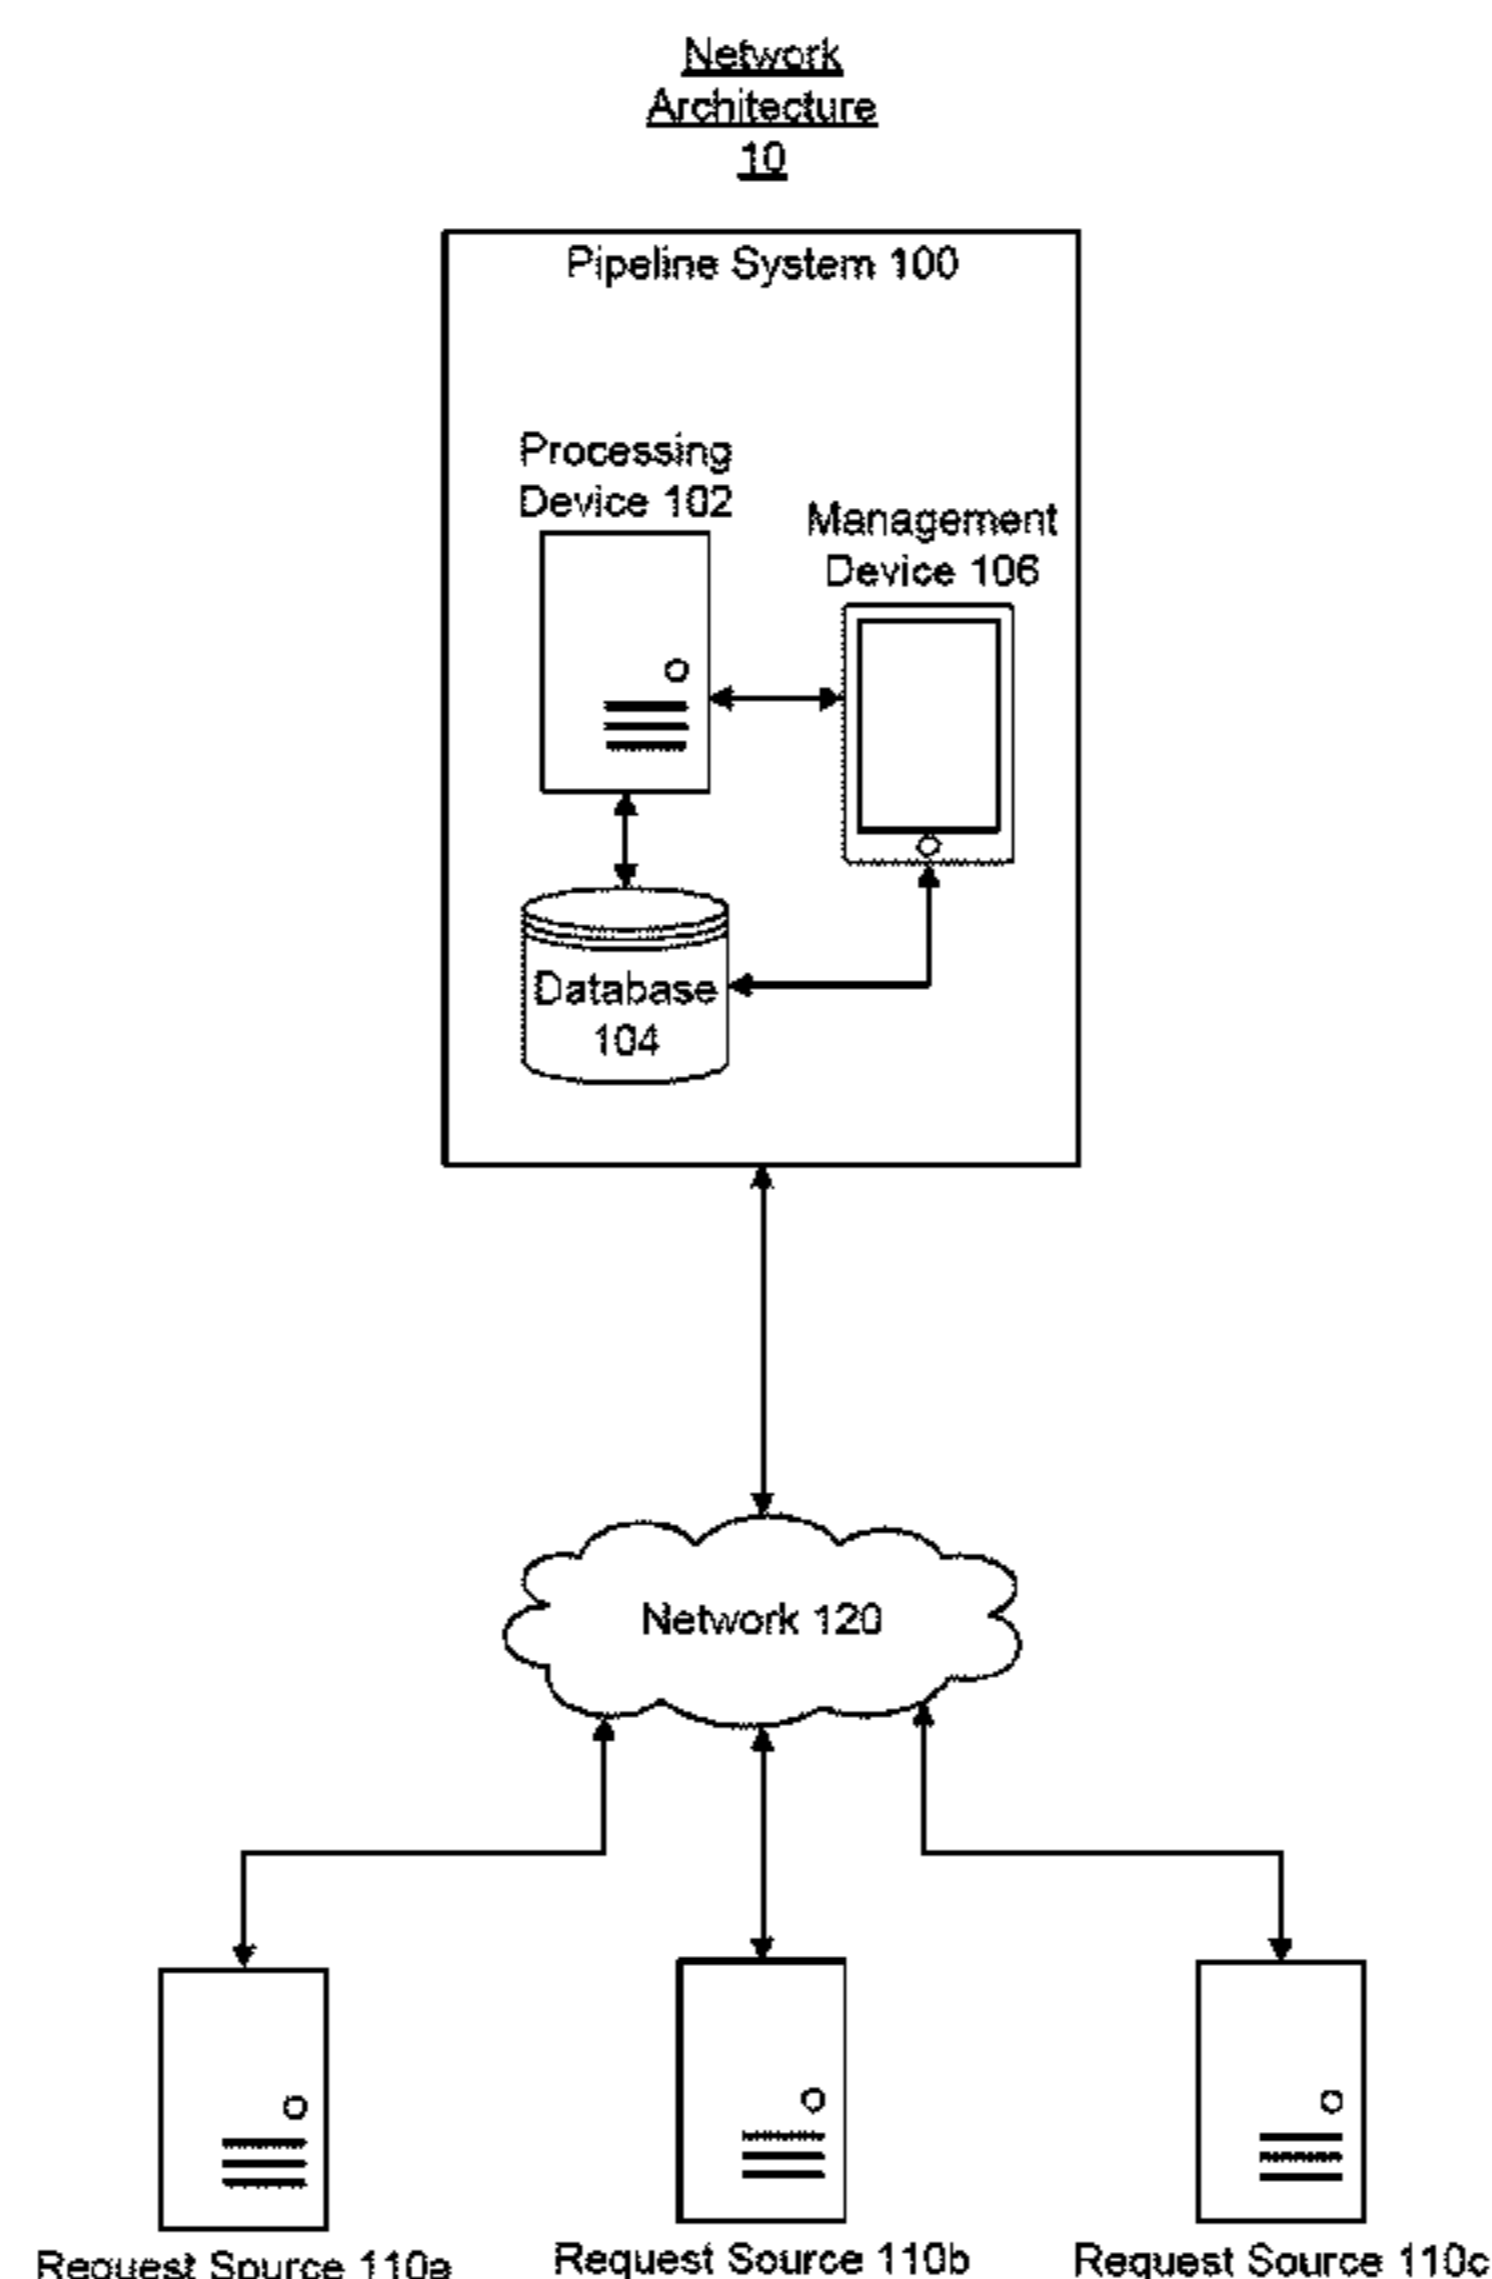 Network
Architecture
10
Pipeline System 100
Processing
Device 102
Management
Device 106
Database
104
Network 120
Request Source 110a
Request Source 110b
Request Source 110c